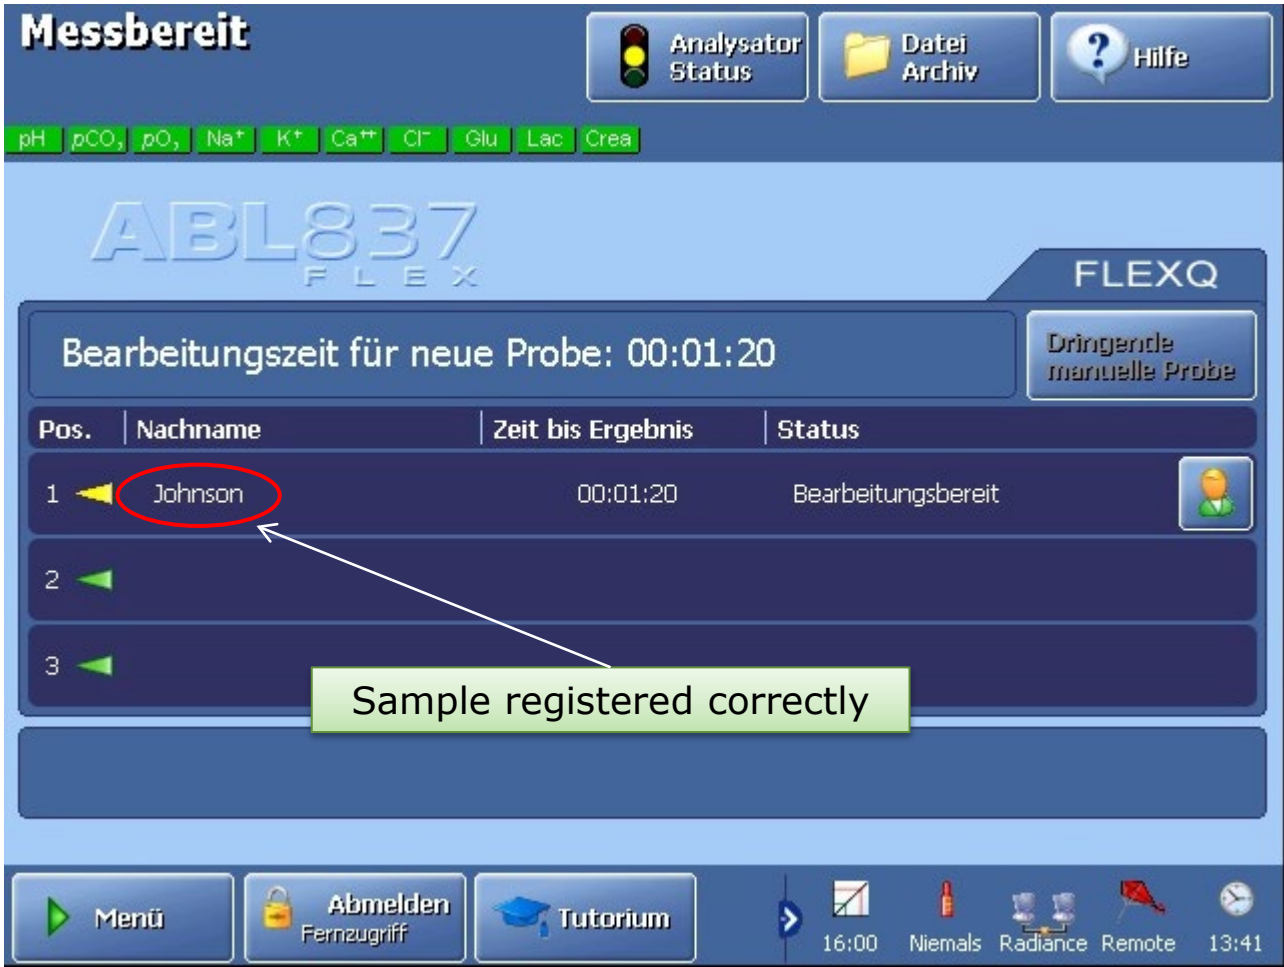 Messbereit
Analysator
Status
Datei
Archiv
Hilfe
pH pCO₂ pO₂ Na⁺ K⁺ Ca⁺⁺ Cl⁻ Glu Lac Crea
ABL837
FLEX
FLEXQ
Bearbeitungszeit für neue Probe: 00:01:20
Dringende
manuelle Probe
Pos. Nachname Zeit bis Ergebnis Status
1 Johnson 00:01:20 Bearbeitungsbereit
2
3
Sample registered correctly
Menü
Abmelden
Fernzugriff
Tutorium
16:00 Niemals Radiance Remote 13:41